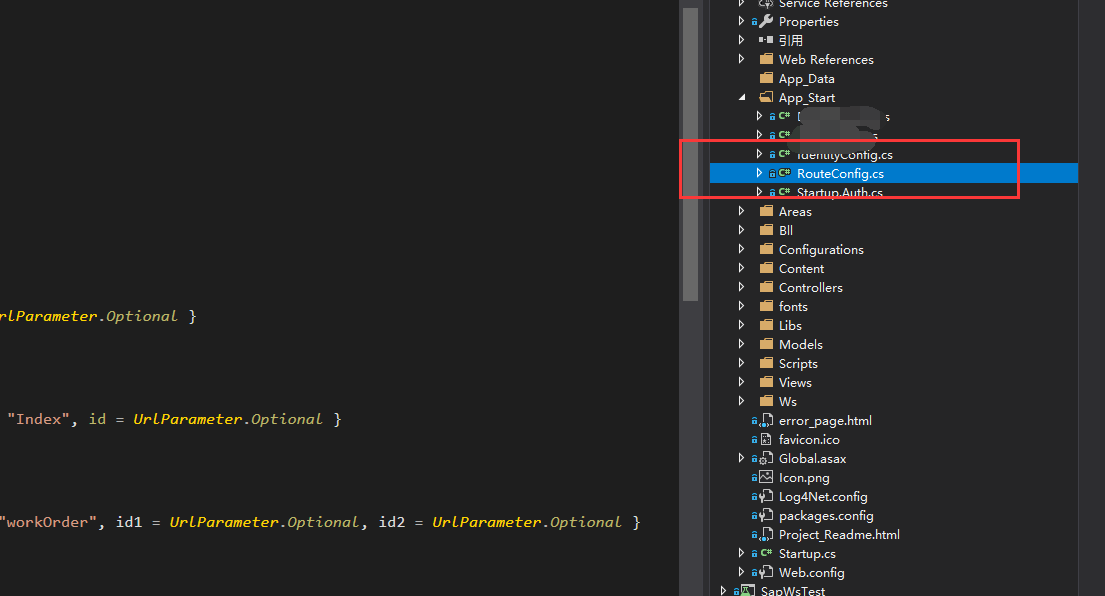 Service References
Properties
引用
Web References
App_Data
App_Start
C#
C#
C# IdentityConfig.cs
C# RouteConfig.cs
C# Startup.Auth.cs
Areas
Bll
Configurations
Content
Controllers
fonts
Libs
Models
Scripts
Views
Ws
error_page.html
favicon.ico
Global.asax
Icon.png
Log4Net.config
packages.config
Project_Readme.html
C# Startup.cs
Web.config
SapWsTest
rlParameter.Optional }
"Index", id = UrlParameter.Optional }
"workOrder", id1 = UrlParameter.Optional, id2 = UrlParameter.Optional }